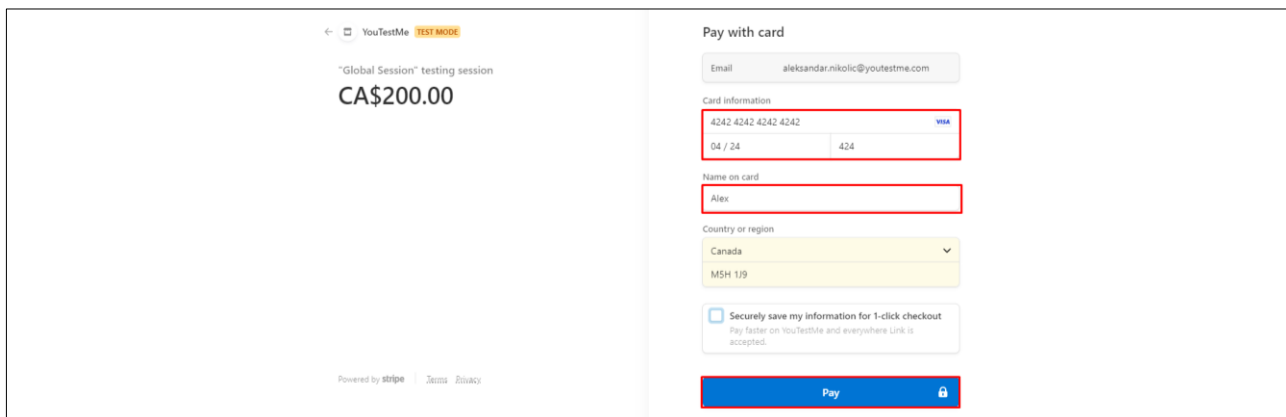 YouTestMe TEST MODE
"Global Session" testing session
CA$200.00
Powered by stripe Terms Privacy
Pay with card
Email aleksandar.nikolic@youtestme.com
Card information
4242 4242 4242 4242 VISA
04 / 24 424
Name on card
Alex
Country or region
Canada
M5H 1J9
Securely save my information for 1-click checkout
Pay faster on YouTestMe and everywhere Link is
accepted.
Pay